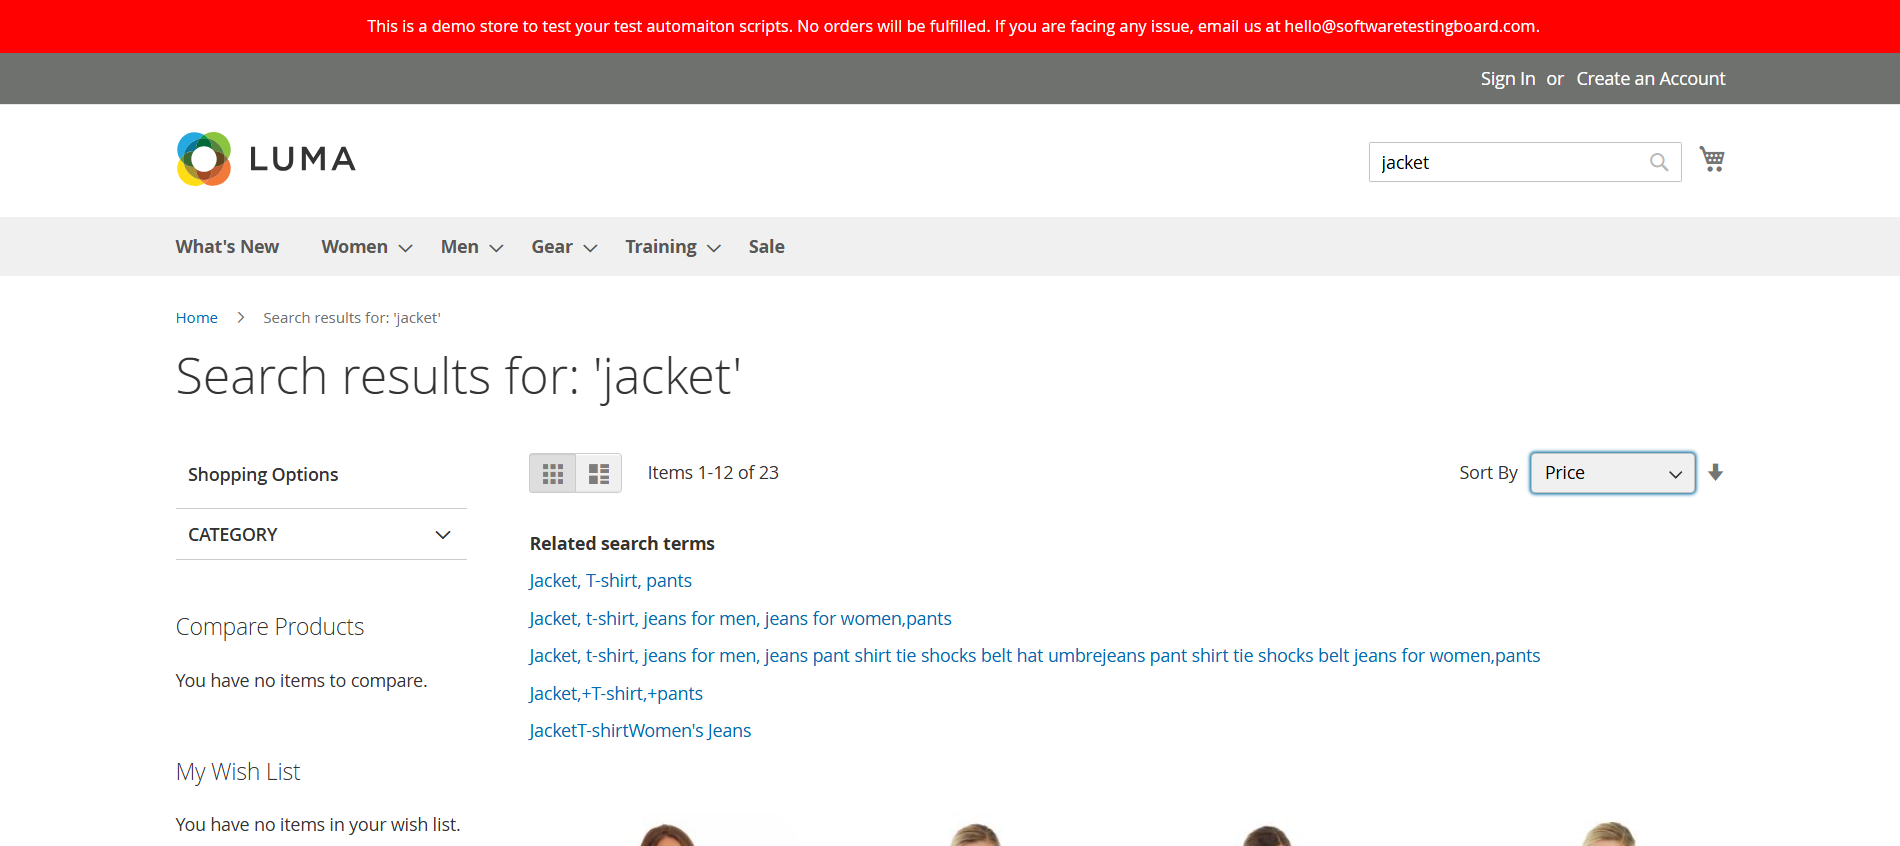 This is a demo store to test your test automaiton scripts. No orders will be fulfilled. If you are facing any issue, email us at hello@softwaretestingboard.com.
Sign In or Create an Account
LUMA
jacket
What's New Women Men Gear Training Sale
Home Search results for: 'jacket'
Search results for: 'jacket'
Shopping Options
CATEGORY
Compare Products
You have no items to compare.
My Wish List
You have no items in your wish list.
Items 1-12 of 23
Sort By Price
Related search terms
Jacket, T-shirt, pants
Jacket, t-shirt, jeans for men, jeans for women,pants
Jacket, t-shirt, jeans for men, jeans pant shirt tie shocks belt hat umbrejeans pant shirt tie shocks belt jeans for women,pants
Jacket,+T-shirt,+pants
JacketT-shirtWomen's Jeans